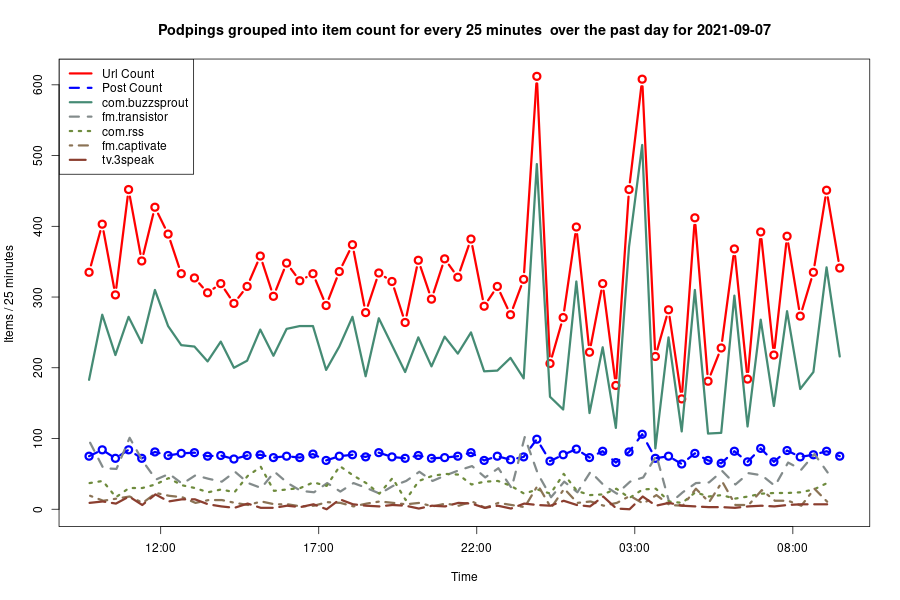 Podpings grouped into item count for every 25 minutes  over the past day for 2021-09-07
Url Count
Post Count
com.buzzsprout
fm.transistor
com.rss
fm.captivate
tv.3speak
Items / 25 minutes
600
500
400
300
200
100
0
12:00 17:00 22:00 03:00 08:00
Time